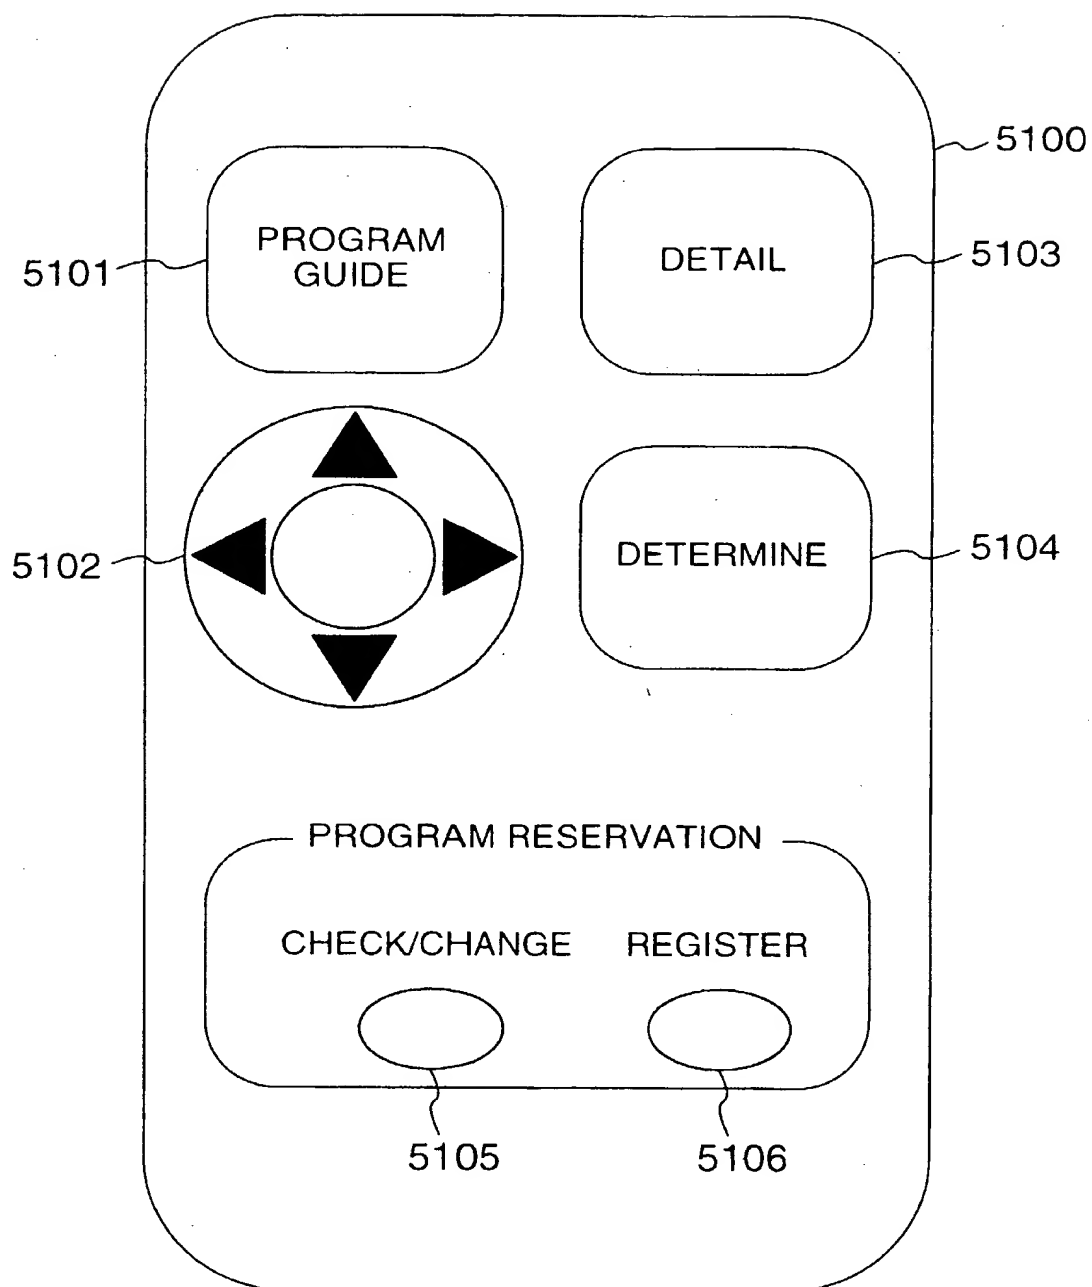 5100
PROGRAM
GUIDE
5101
DETAIL
5103
5102
DETERMINE
5104
PROGRAM RESERVATION
CHECK/CHANGE
REGISTER
5105
5106